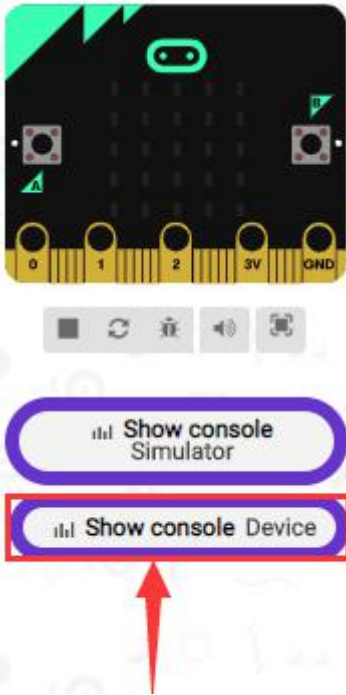 B
A
0 1 2 3V GND
Show console
Simulator
Show console Device